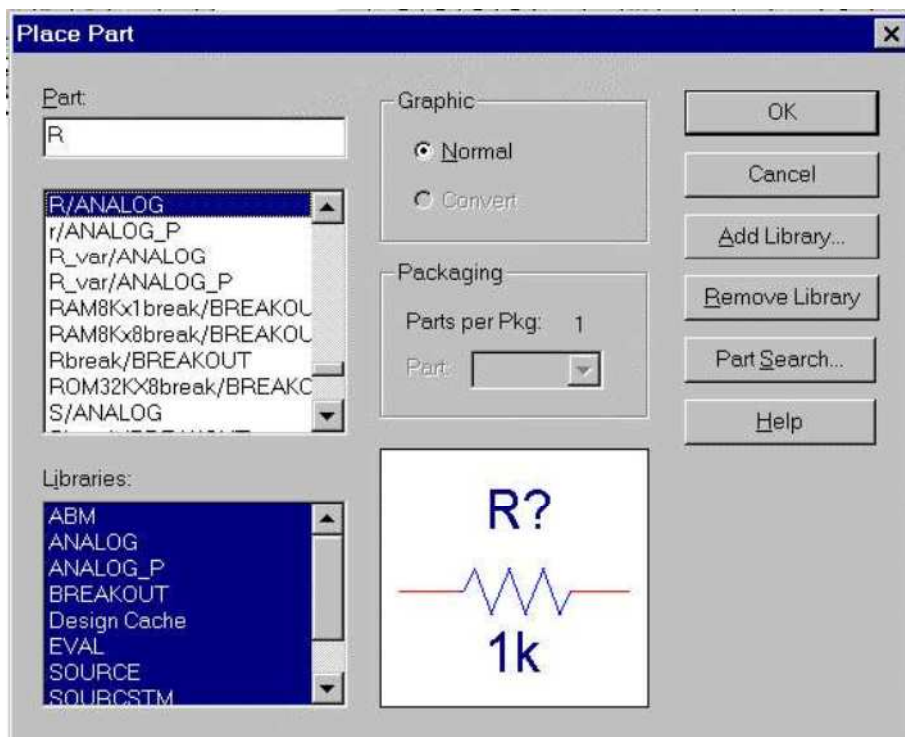 Place Part
Part:
R
R/ANALOG
r/ANALOG_P
R_var/ANALOG
R_var/ANALOG_P
RAM8Kx1break/BREAKOU
RAM8Kx8break/BREAKOU
Rbreak/BREAKOUT
ROM32KX8break/BREAKC
S/ANALOG
Libraries:
ABM
ANALOG
ANALOG_P
BREAKOUT
Design Cache
EVAL
SOURCE
SOURCSTM
Graphic
Normal
Convert
Packaging
Parts per Pkg: 1
Part:
R?
1k
OK
Cancel
Add Library...
Remove Library
Part Search...
Help